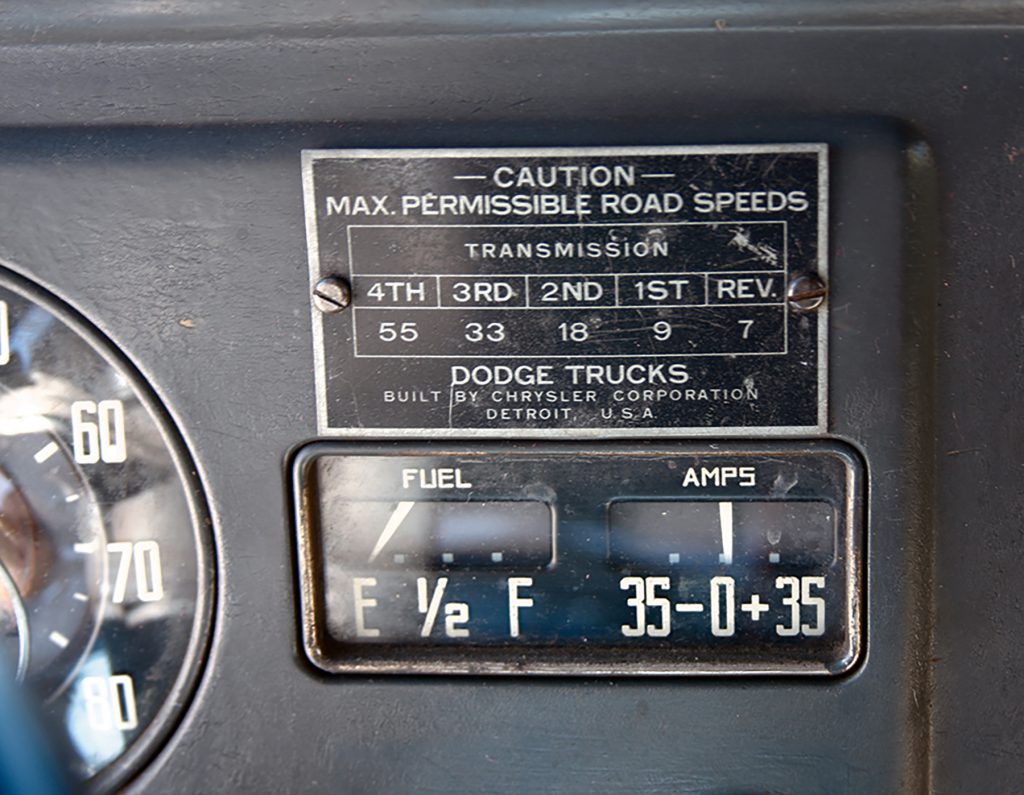 — CAUTION —
MAX. PERMISSIBLE ROAD SPEEDS
TRANSMISSION
4TH 3RD 2ND 1ST REV.
55 33 18 9 7
DODGE TRUCKS
BUILT BY CHRYSLER CORPORATION
DETROIT, U.S.A.
60
70
80
FUEL AMPS
E 1/2 F 35-0+35